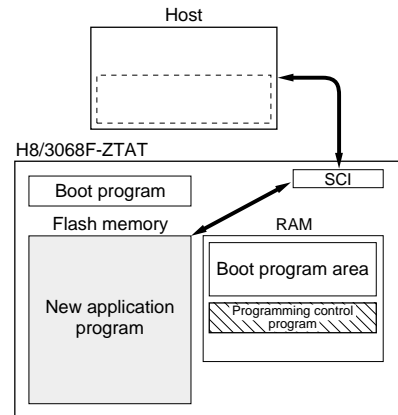 Host
H8/3068F-ZTAT
SCI
Boot program
Flash memory
RAM
New application
program
Boot program area
Programming control
program